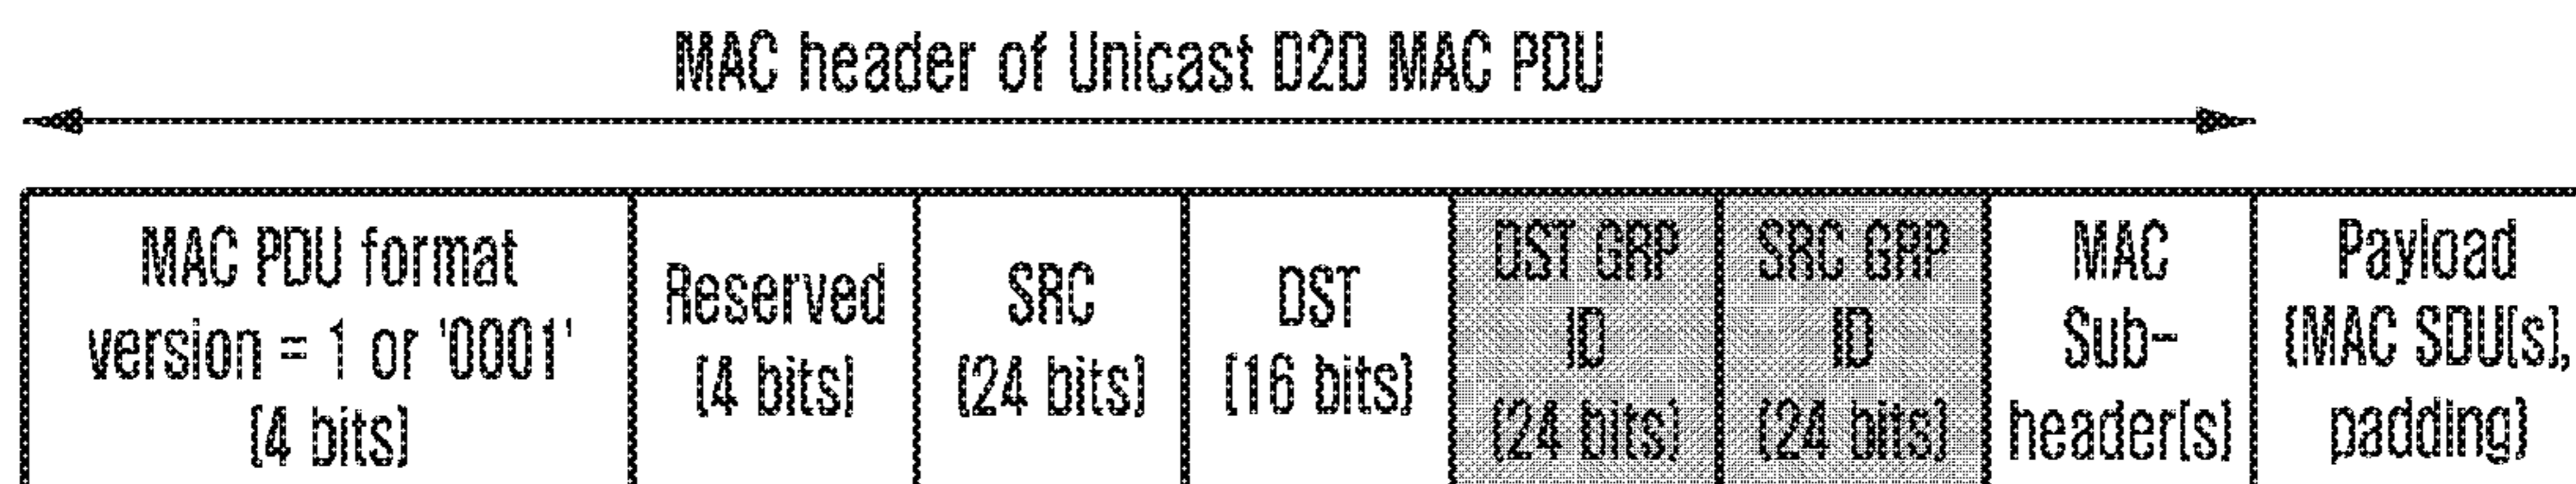 MAC header of Unicast D2D MAC PDU
MAC PDU format
version = 1 or '0001'
(4 bits)
Reserved
(4 bits)
SRC
(24 bits)
DST
(16 bits)
DST GRP
ID
(24 bits)
SRC GRP
ID
(24 bits)
MAC
Sub-
header(s)
Payload
(MAC SDU(s),
padding)